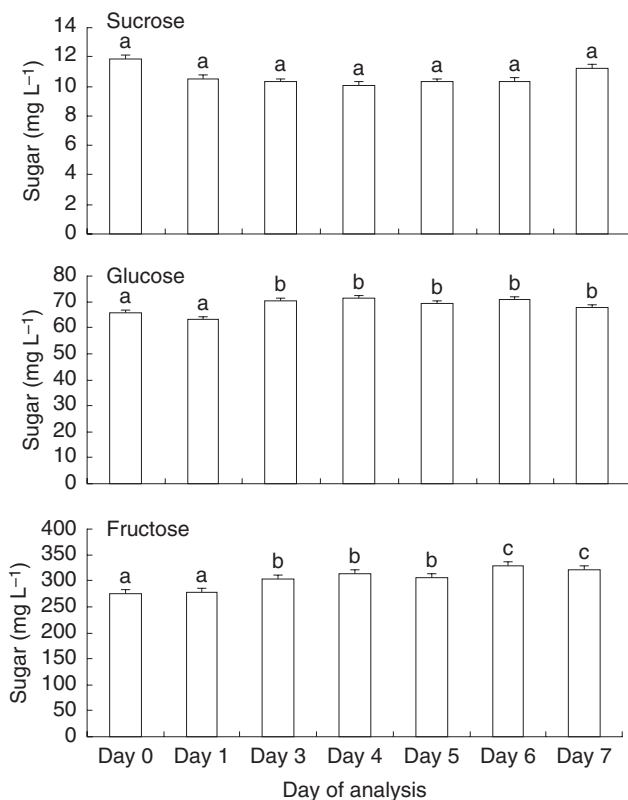 Sucrose
Sugar (mg L−1)
14
12
10
8
6
4
2
0
a a a a a a a
Glucose
Sugar (mg L−1)
80
70
60
50
40
30
20
10
0
a a b b b b b
Fructose
Sugar (mg L−1)
400
350
300
250
200
150
100
50
0
a a b b b c c
Day 0 Day 1 Day 3 Day 4 Day 5 Day 6 Day 7
Day of analysis